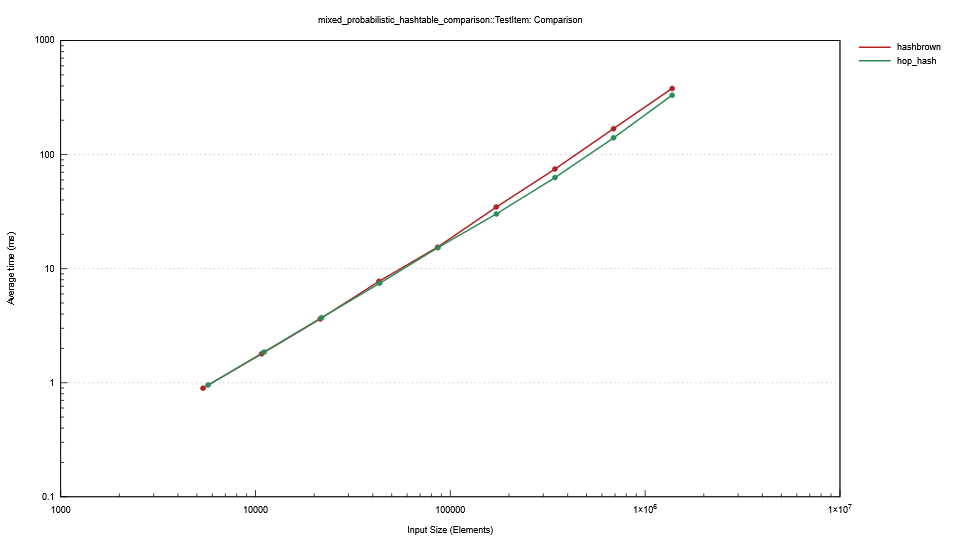 mixed_probabilistic_hashtable_comparison::TestItem: Comparison
hashbrown
hop_hash
1000
100
10
1
0.1
Average time (ms)
1000 10000 100000 1×10⁶ 1×10⁷
Input Size (Elements)